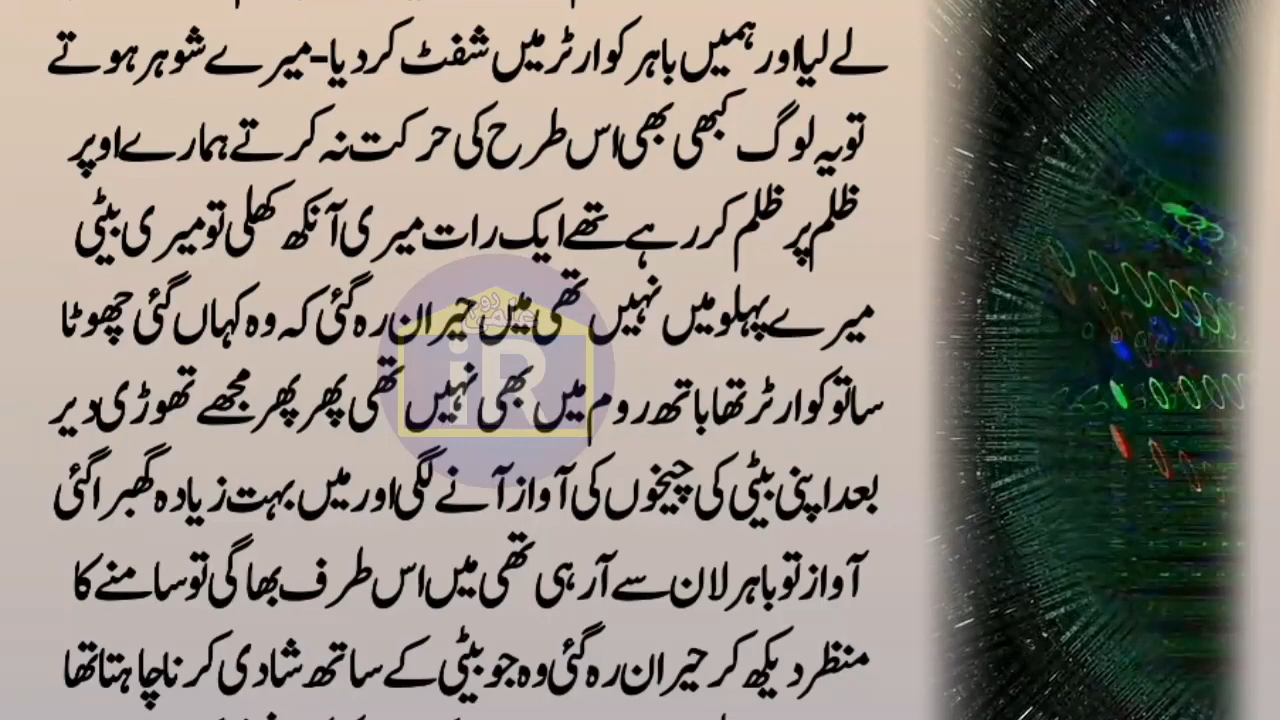 لے لیا اور ہمیں باہر کوارٹر میں شفٹ کر دیا- میرے شوہر ہوتے
تو یہ لوگ کبھی بھی اس طرح کی حرکت نہ کرتے ہمارے اوپر
ظلم پر ظلم کر رہے تھے ایک رات میری آنکھ کھلی تو میری بیٹی
میرے پہلو میں نہیں تھی میں حیران رہ گئی کہ وہ کہاں گئی چھوٹا
سا تو کوارٹر تھا باتھ روم میں بھی نہیں تھی پھر پھر مجھے تھوڑی دیر
بعد اپنی بیٹی کی چیخوں کی آواز آنے لگی اور میں بہت زیادہ گھبرا گئی
آواز تو باہر لان سے آ رہی تھی میں اس طرف بھاگی تو سامنے کا
منظر دیکھ کر حیران رہ گئی وہ جو بیٹی کے ساتھ شادی کرنا چاہتا تھا
علمی
iR